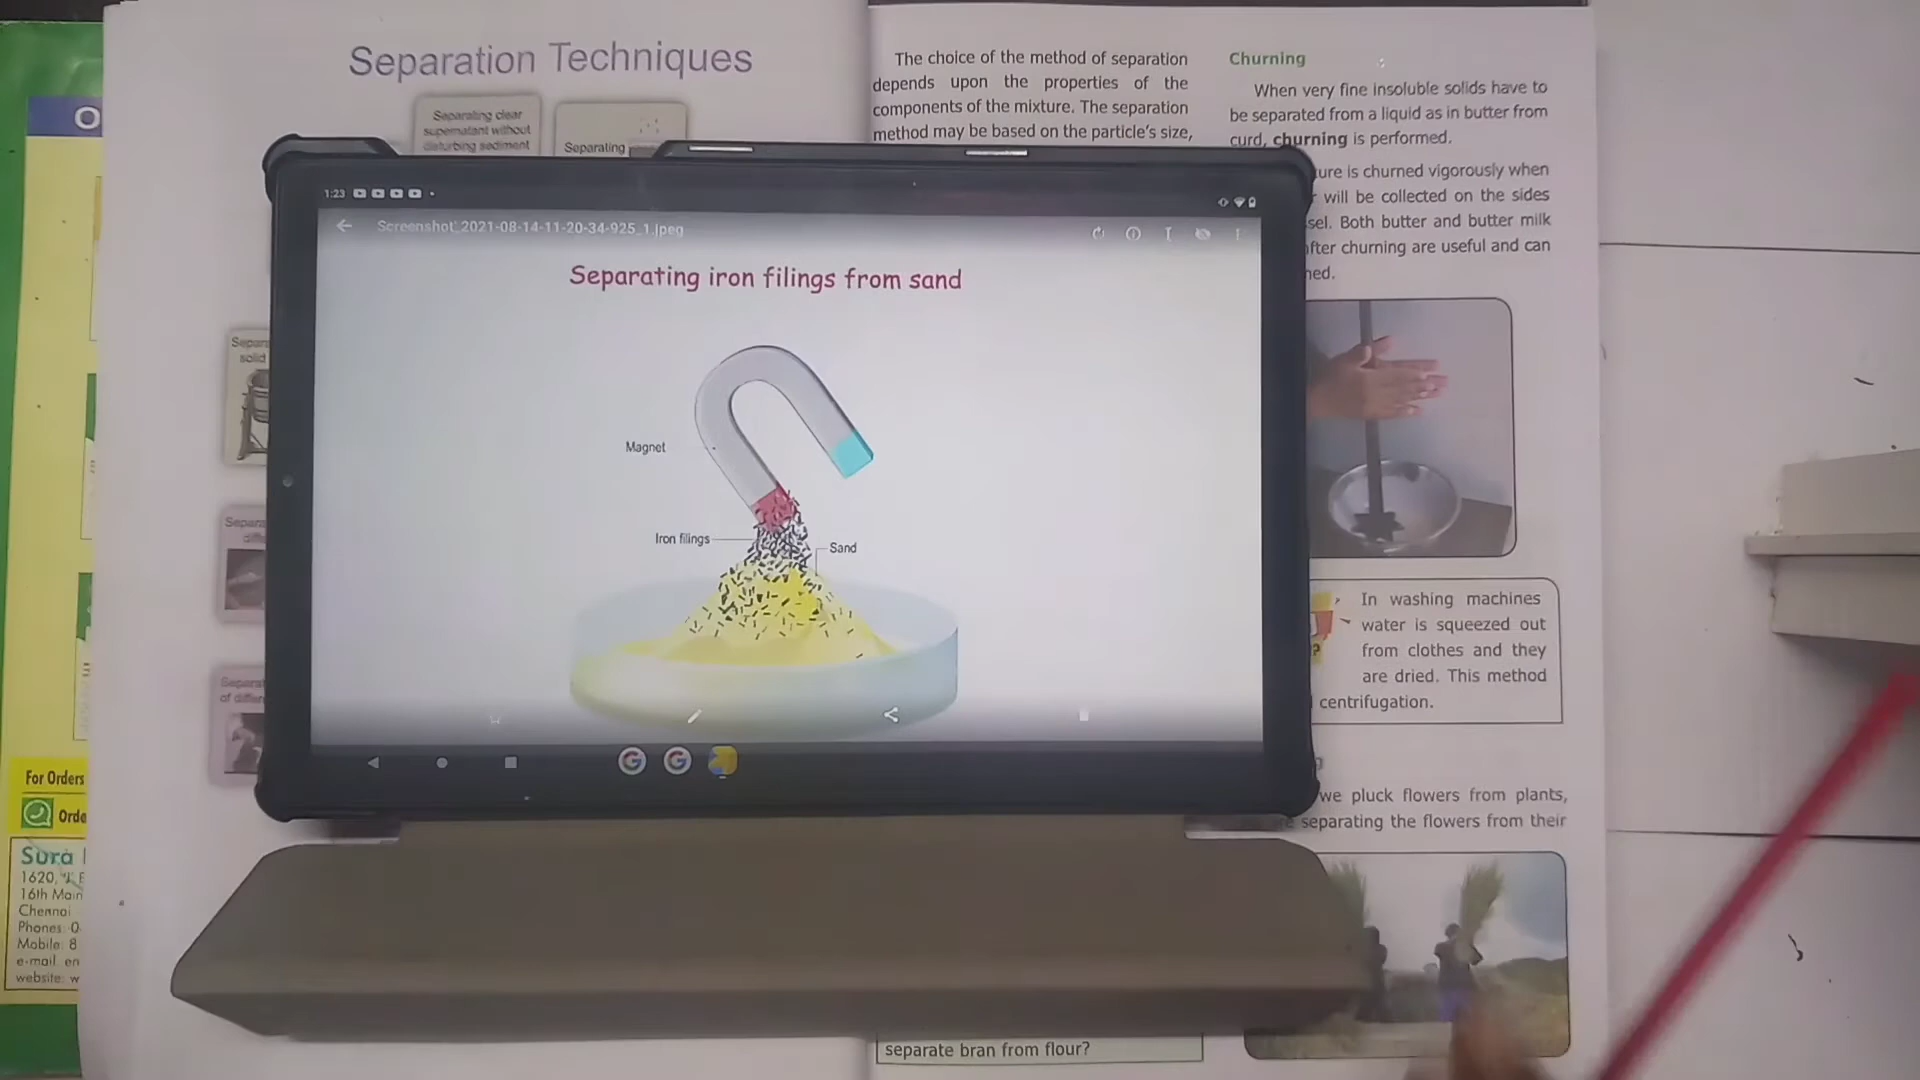 Separation Techniques
Separating clear
supernatant without
disturbing sediment
Separating
solid
The choice of the method of separation
depends upon the properties of the
components of the mixture. The separation
method may be based on the particle's size,
Churning
When very fine insoluble solids have to
be separated from a liquid as in butter from
curd, churning is performed.
ure is churned vigorously when
will be collected on the sides
sel. Both butter and butter milk
fter churning are useful and can
ned.
1:23
Screenshot_2021-08-14-11-20-34-925_1.jpeg
Separating iron filings from sand
Magnet
Iron filings
Sand
In washing machines
water is squeezed out
from clothes and they
are dried. This method
centrifugation.
we pluck flowers from plants,
separating the flowers from their
separate bran from flour?
O
For Orders
Orde
Sura
1620, 'J'
16th Main
Chennai
Phones: 0
Mobile: 8
e-mail: en
website: w